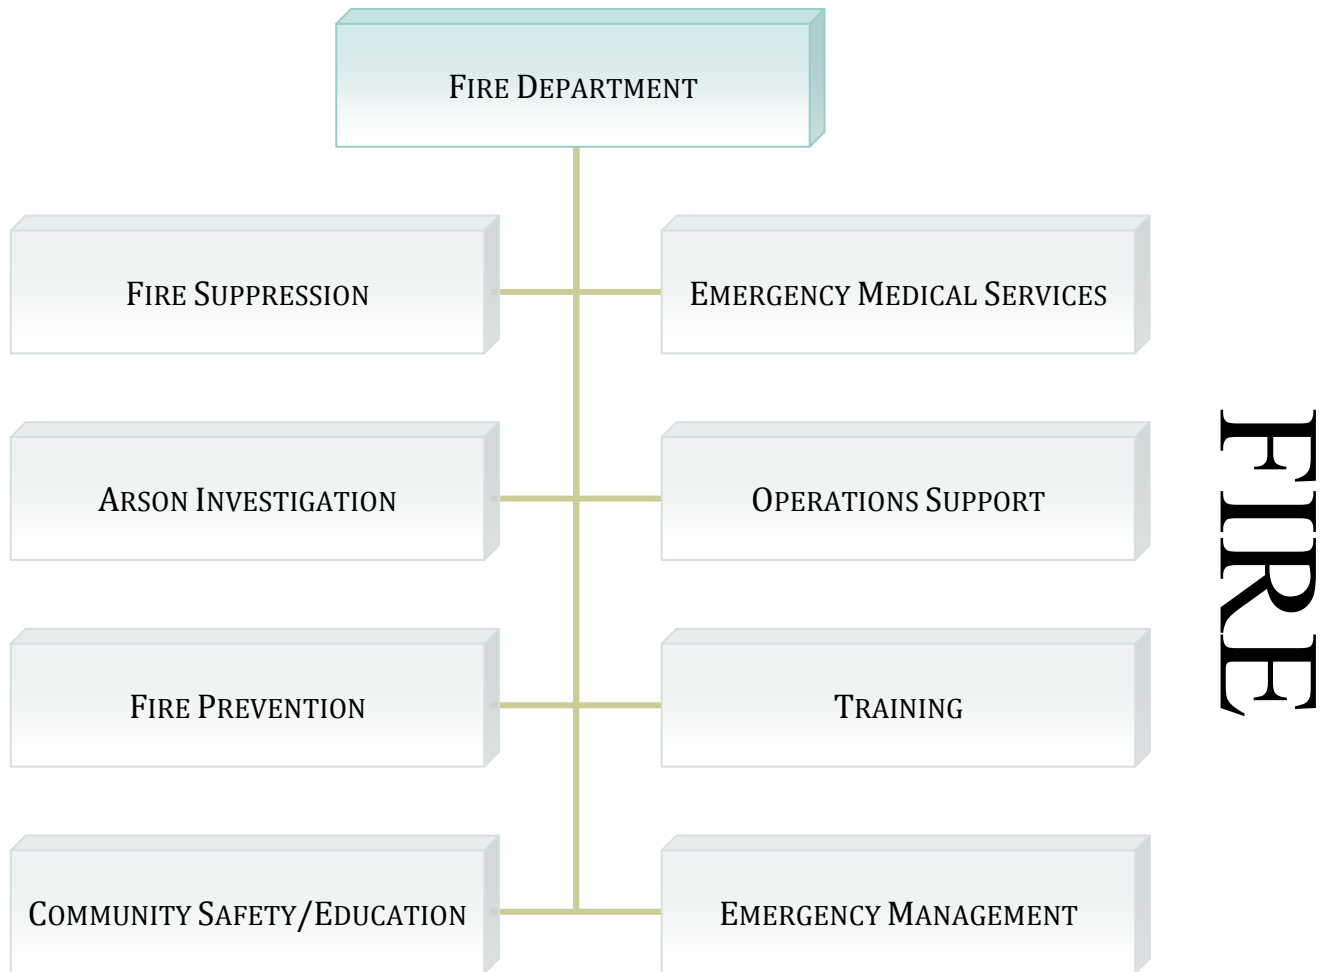 FIRE DEPARTMENT
FIRE SUPPRESSION
EMERGENCY MEDICAL SERVICES
ARSON INVESTIGATION
OPERATIONS SUPPORT
FIRE PREVENTION
TRAINING
COMMUNITY SAFETY/EDUCATION
EMERGENCY MANAGEMENT
FIRE